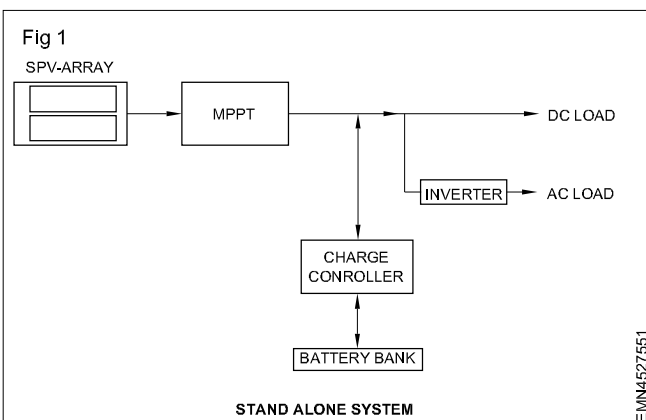 Fig 1
SPV-ARRAY
MPPT
DC LOAD
INVERTER
AC LOAD
CHARGE
CONROLLER
BATTERY BANK
STAND ALONE SYSTEM
EMN4527551